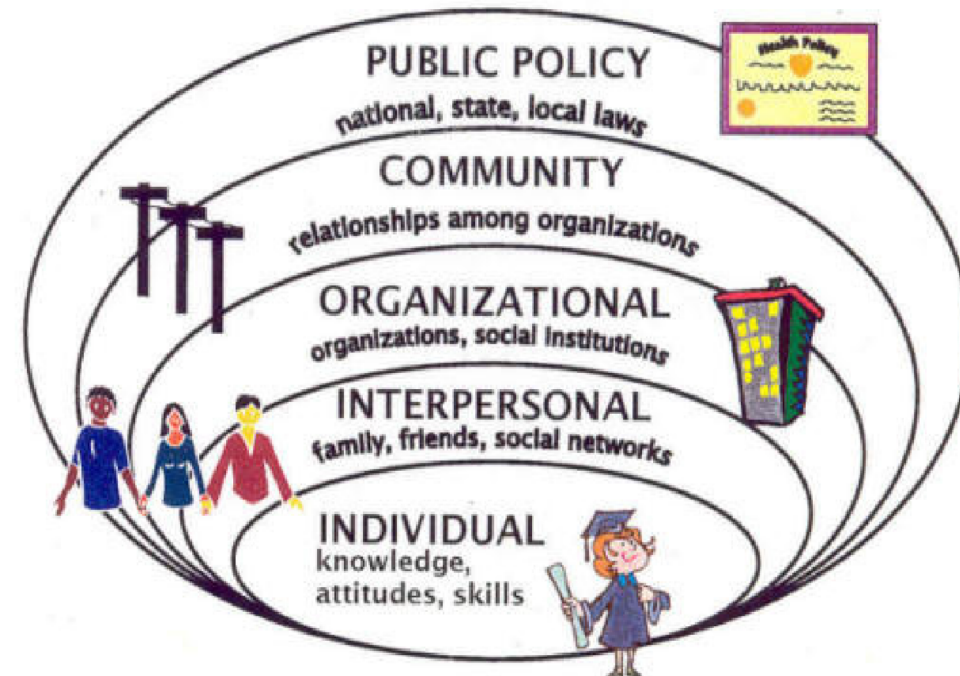 Health Policy
PUBLIC POLICY
national, state, local laws
COMMUNITY
relationships among organizations
ORGANIZATIONAL
organizations, social institutions
INTERPERSONAL
family, friends, social networks
INDIVIDUAL
knowledge,
attitudes, skills